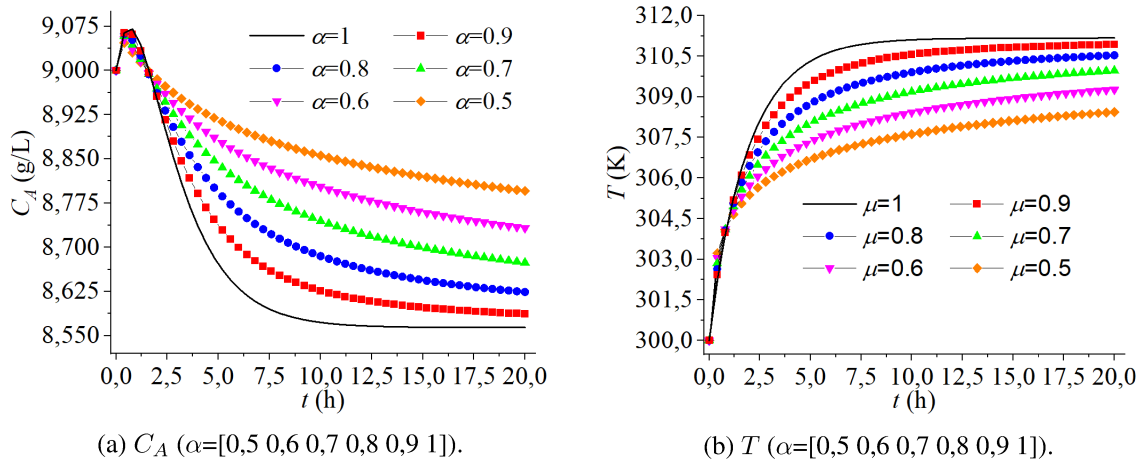 9,075
9,000
8,925
8,850
8,775
8,700
8,625
8,550
C_A (g/L)
α=1
α=0.9
α=0.8
α=0.7
α=0.6
α=0.5
0,0 2,5 5,0 7,5 10,0 12,5 15,0 17,5 20,0
t (h)
(a) C_A (α=[0,5 0,6 0,7 0,8 0,9 1]).
312,0
310,5
309,0
307,5
306,0
304,5
303,0
301,5
300,0
T (K)
μ=1
μ=0.9
μ=0.8
μ=0.7
μ=0.6
μ=0.5
0,0 2,5 5,0 7,5 10,0 12,5 15,0 17,5 20,0
t (h)
(b) T (α=[0,5 0,6 0,7 0,8 0,9 1]).